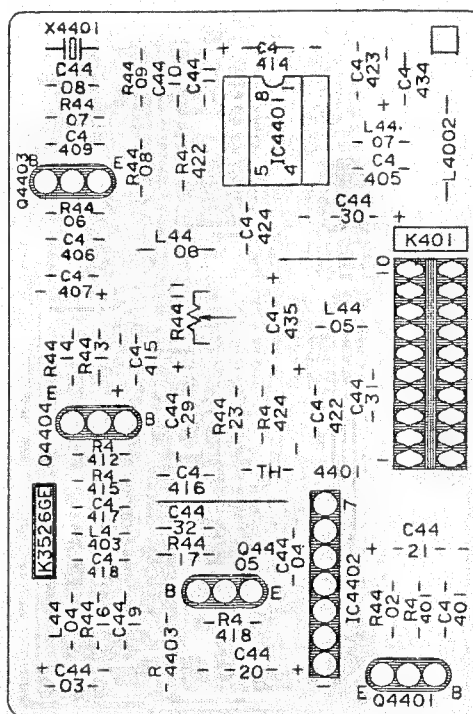 X4401
C44
08
R44
07
C4
409
R44
09
C44
10
C44
11
+ C4 -
414
8 1
IC4401
5 4
C4
423
C4
434
L44
07
C4
405
L4002
Q4403
B E
R44
08
R4
422
R44
06
C4
406
C4
407
- +
L44
08
C4
424
C44
30 +
K401
10
R4411
C4
435
L44
05
R44
14
R44
13
C4
415
C44
29
R44
23
R4
424
C4
422
C44
31
Q4404
E B
R4
412
R4
415
C4
417
L4
403
C4
418
C4
416
TH 4401
K3526GE
C44
32
R44
17
Q44
05
C44
04
B E
7
IC4402
+ C44
21 -
L44
04
R44
16
C44
19
R4403
R4
418
C44
20 +
+ C44
03 -
R44
02
R4
401
C4
401
E B
Q4401